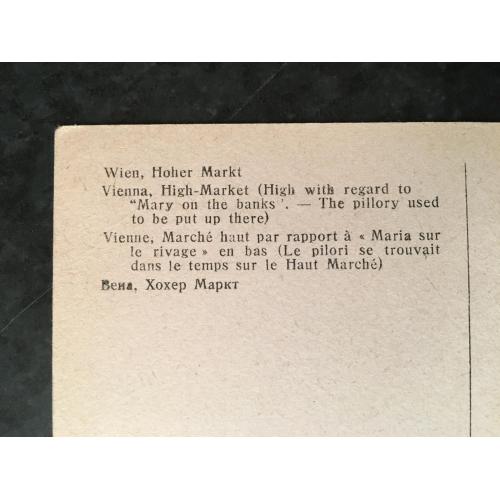 Wien, Hoher Markt
Vienna, High-Market (High with regard to
"Mary on the banks'. — The pillory used
to be put up there)
Vienne, Marché haut par rapport à « Maria sur
le rivage » en bas (Le pilori se trouvait
dans le temps sur le Haut Marché)
Вена, Хохер Маркт